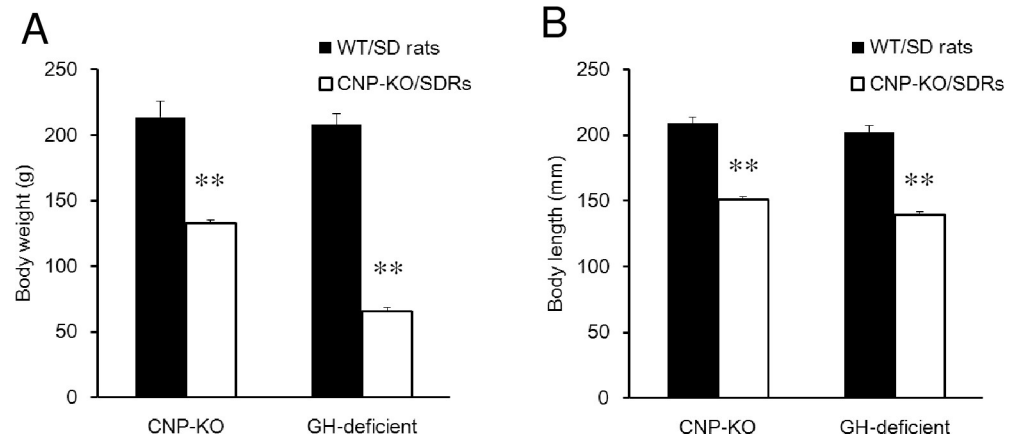 A
WT/SD rats
CNP-KO/SDRs
250
200
150
100
50
0
Body weight (g)
**
**
CNP-KO
GH-deficient
B
WT/SD rats
CNP-KO/SDRs
250
200
150
100
50
0
Body length (mm)
**
**
CNP-KO
GH-deficient